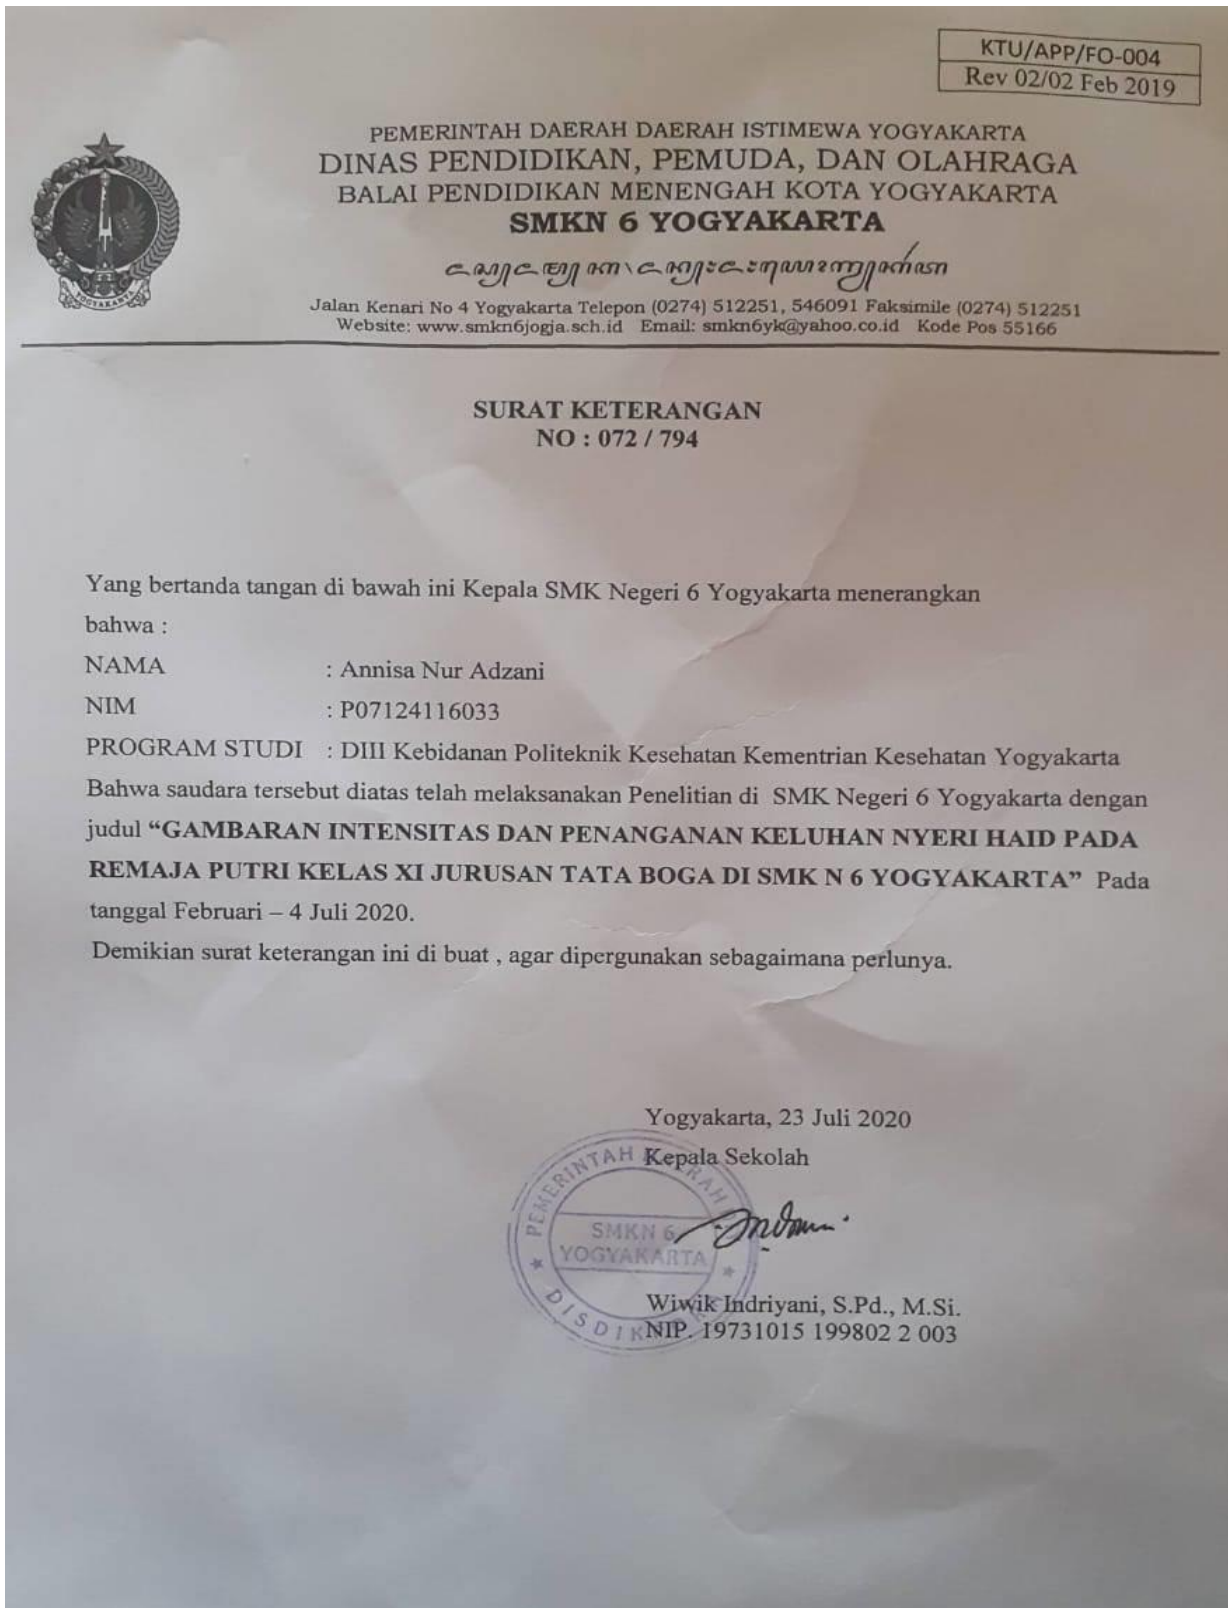 KTU/APP/FO-004
Rev 02/02 Feb 2019
PEMERINTAH DAERAH DAERAH ISTIMEWA YOGYAKARTA
DINAS PENDIDIKAN, PEMUDA, DAN OLAHRAGA
BALAI PENDIDIKAN MENENGAH KOTA YOGYAKARTA
SMKN 6 YOGYAKARTA
Jalan Kenari No 4 Yogyakarta Telepon (0274) 512251, 546091 Faksimile (0274) 512251
Website: www.smkn6jogja.sch.id Email: smkn6yk@yahoo.co.id Kode Pos 55166
YOGYAKARTA
SURAT KETERANGAN
NO : 072 / 794
Yang bertanda tangan di bawah ini Kepala SMK Negeri 6 Yogyakarta menerangkan
bahwa :
NAMA : Annisa Nur Adzani
NIM : P07124116033
PROGRAM STUDI : DIII Kebidanan Politeknik Kesehatan Kementrian Kesehatan Yogyakarta
Bahwa saudara tersebut diatas telah melaksanakan Penelitian di SMK Negeri 6 Yogyakarta dengan
judul “GAMBARAN INTENSITAS DAN PENANGANAN KELUHAN NYERI HAID PADA
REMAJA PUTRI KELAS XI JURUSAN TATA BOGA DI SMK N 6 YOGYAKARTA” Pada
tanggal Februari – 4 Juli 2020.
Demikian surat keterangan ini di buat , agar dipergunakan sebagaimana perlunya.
Yogyakarta, 23 Juli 2020
Kepala Sekolah
PEMERINTAH
SMKN 6
YOGYAKARTA
Wiwik Indriyani, S.Pd., M.Si.
NIP. 19731015 199802 2 003